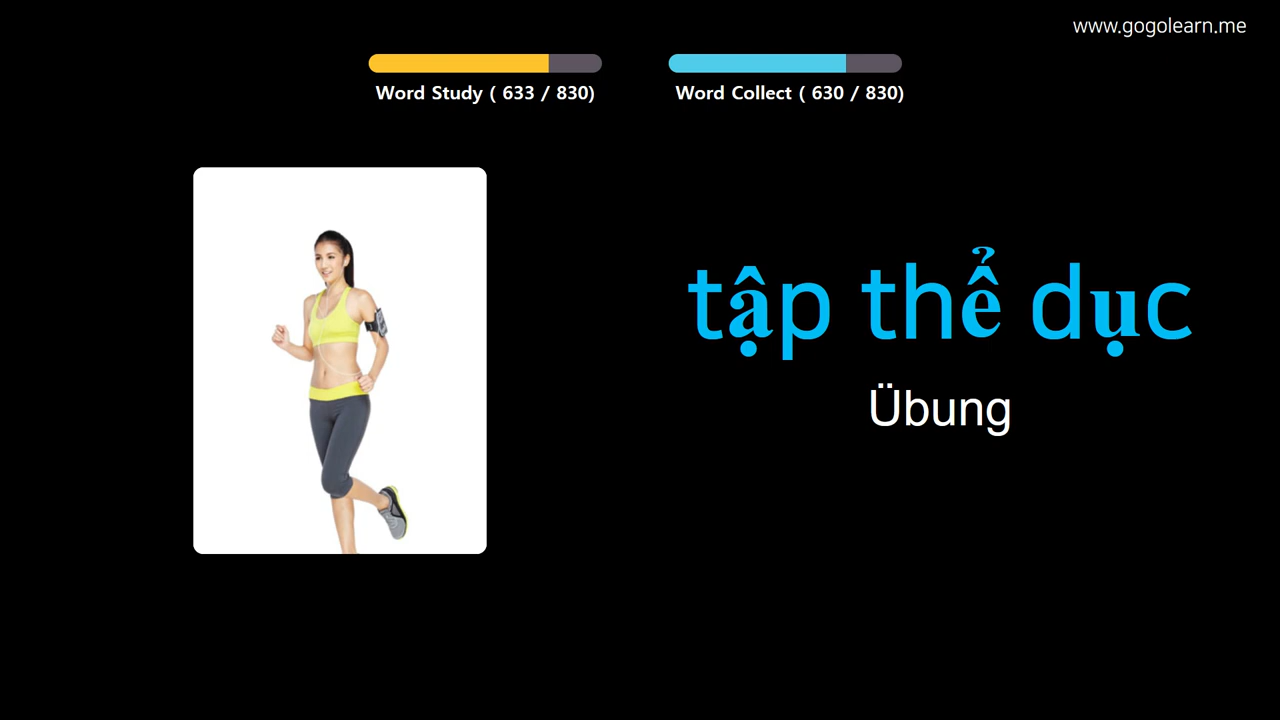 www.gogolearn.me
Word Study ( 633 / 830)
Word Collect ( 630 / 830)
tập thể dục
Übung